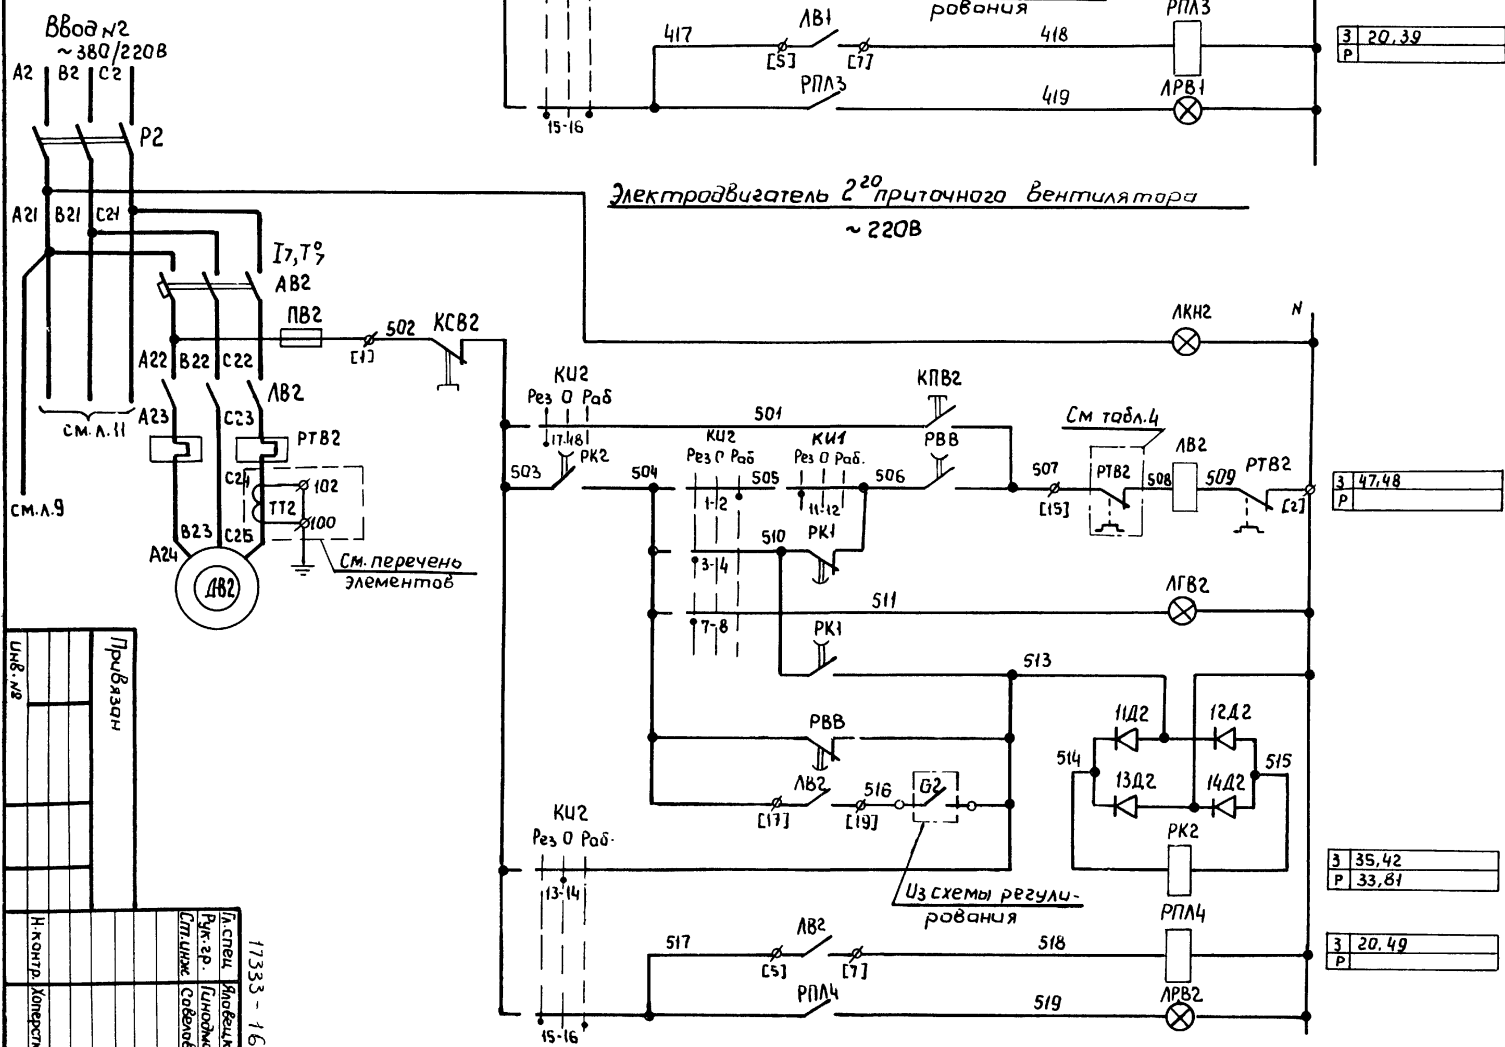 рования
РПЛ3
417
ЛВ1
[5]
[7]
418
З 20,39
Р
РПЛ3
419
ЛРВ1
15-16
Ввод №2
~380/220В
А2 В2 С2
Р2
А21 В21 С21
Электродвигатель 2го приточного вентилятора
~220В
I7,T°7
АВ2
ПВ2
[1]
502
КСВ2
ЛКН2
N
А22 В22 С22
ЛВ2
А23 С23
см.л.11
РТВ2
С24
102
ТТ2
100
В23 С25
А24
ДВ2
См. перечень
элементов
см.л.9
КИ2
Рез 0 Раб
17-18
501
КПВ2
503
РК2
504
КИ2
Рез 0 Раб
1-2
505
КИ1
Рез 0 Раб.
11-12
506
РВВ
507
[15]
См табл.4
РТВ2
508
ЛВ2
509
РТВ2
[2]
З 47,48
Р
3-4
510
РК1
7-8
511
ЛГВ2
РК1
513
РВВ
11Д2 12Д2
514 515
13Д2 14Д2
РК2
[17]
ЛВ2
[19]
516
G2
Из схемы регули-
рования
З 35,42
Р 33,81
КИ2
Рез 0 Раб.
13-14
517
ЛВ2
[5]
[7]
518
РПЛ4
З 20,49
Р
РПЛ4
519
ЛРВ2
15-16
Привязан
Инв. №
Гл.спец
Рук.гр.
Ст.инж
Н.контр.
17333-16